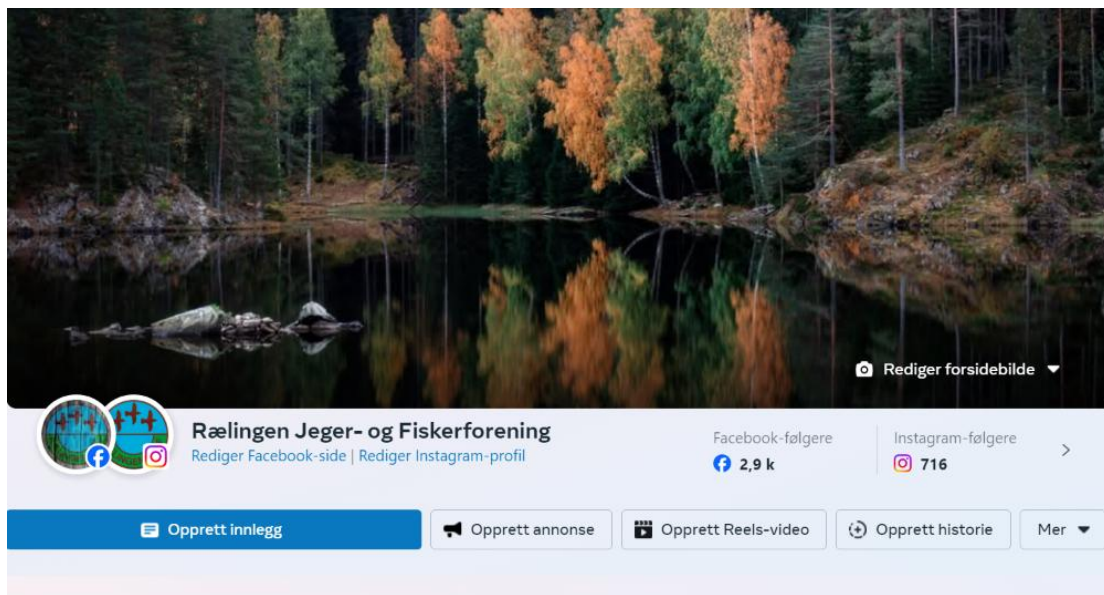 Rediger forsidebilde
Rælingen Jeger- og Fiskerforening
Rediger Facebook-side | Rediger Instagram-profil
Facebook-følgere
2,9 k
Instagram-følgere
716
Opprett innlegg
Opprett annonse
Opprett Reels-video
Opprett historie
Mer